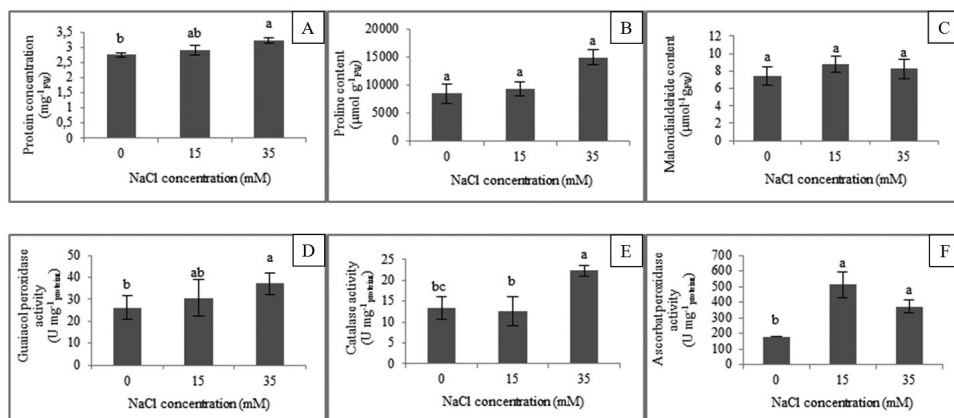 A
Protein concentration
(mg⁻¹FW)
3,5
3
2,5
2
1,5
1
0,5
0
b
ab
a
0
15
35
NaCl concentration (mM)
B
Proline content
(µmol g⁻¹FW)
20000
15000
10000
5000
0
a
a
a
0
15
35
NaCl concentration (mM)
C
Malondialdehide content
(µmol⁻¹ gFW)
12
10
8
6
4
2
0
a
a
a
0
15
35
NaCl concentration (mM)
D
Guaiacol peroxidase
activity
(U mg⁻¹proteins)
50
40
30
20
10
0
b
ab
a
0
15
35
NaCl concentration (mM)
E
Catalase activity
(U mg⁻¹proteins)
25
20
15
10
5
0
bc
b
a
0
15
35
NaCl concentration (mM)
F
Ascorbat peroxidase
activity
(U mg⁻¹proteins)
700
600
500
400
300
200
100
0
b
a
a
0
15
35
NaCl concentration (mM)